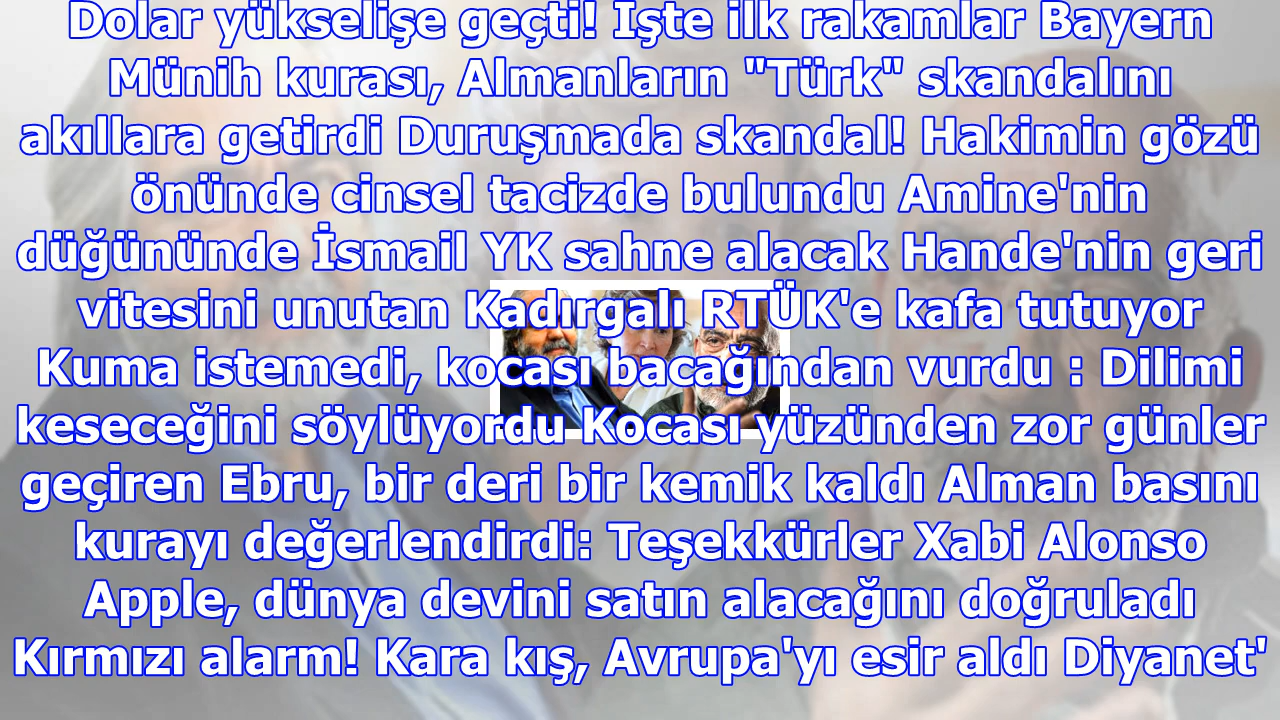 Dolar yükselişe geçti! İşte ilk rakamlar Bayern
Münih kurası, Almanların "Türk" skandalını
akıllara getirdi Duruşmada skandal! Hakimin gözü
önünde cinsel tacizde bulundu Amine'nin
düğününde İsmail YK sahne alacak Hande'nin geri
vitesini unutan Kadırgalı RTÜK'e kafa tutuyor
Kuma istemedi, kocası bacağından vurdu : Dilimi
keseceğini söylüyordu Kocası yüzünden zor günler
geçiren Ebru, bir deri bir kemik kaldı Alman basını
kurayı değerlendirdi: Teşekkürler Xabi Alonso
Apple, dünya devini satın alacağını doğruladı
Kırmızı alarm! Kara kış, Avrupa'yı esir aldı Diyanet'